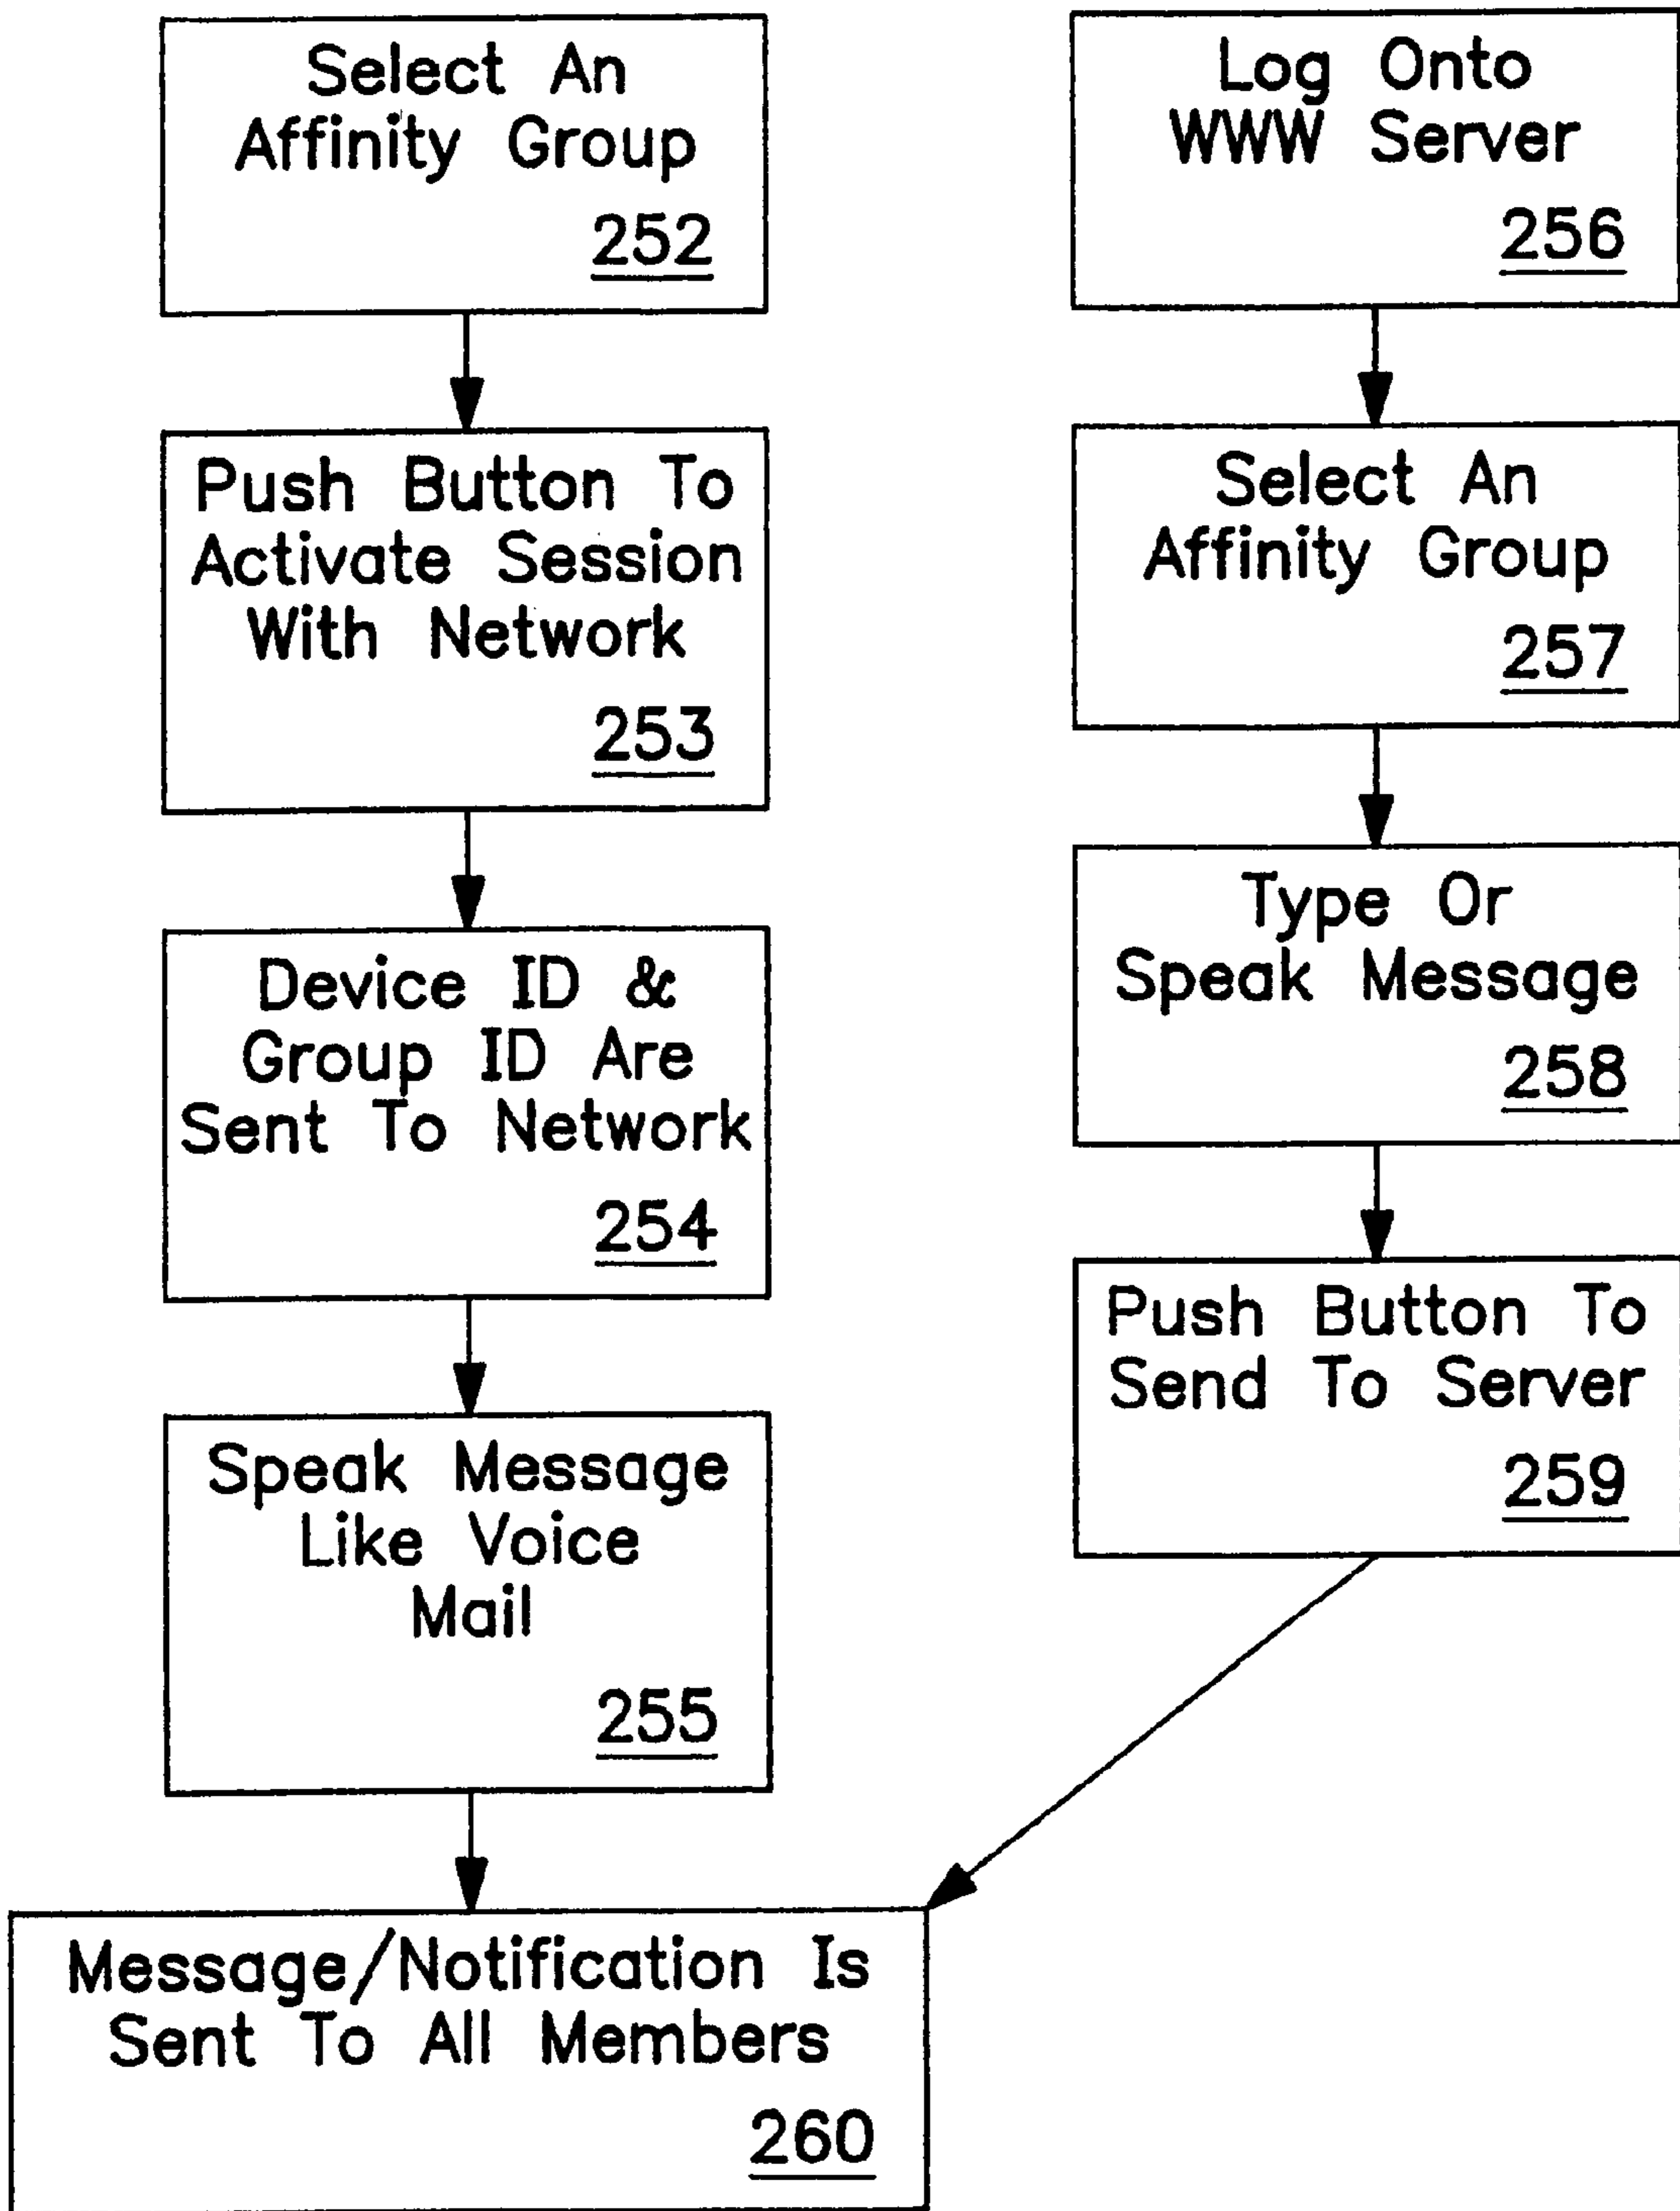 Select An
Affinity Group
252
Push Button To
Activate Session
With Network
253
Device ID &
Group ID Are
Sent To Network
254
Speak Message
Like Voice
Mail
255
Log Onto
WWW Server
256
Select An
Affinity Group
257
Type Or
Speak Message
258
Push Button To
Send To Server
259
Message/Notification Is
Sent To All Members
260